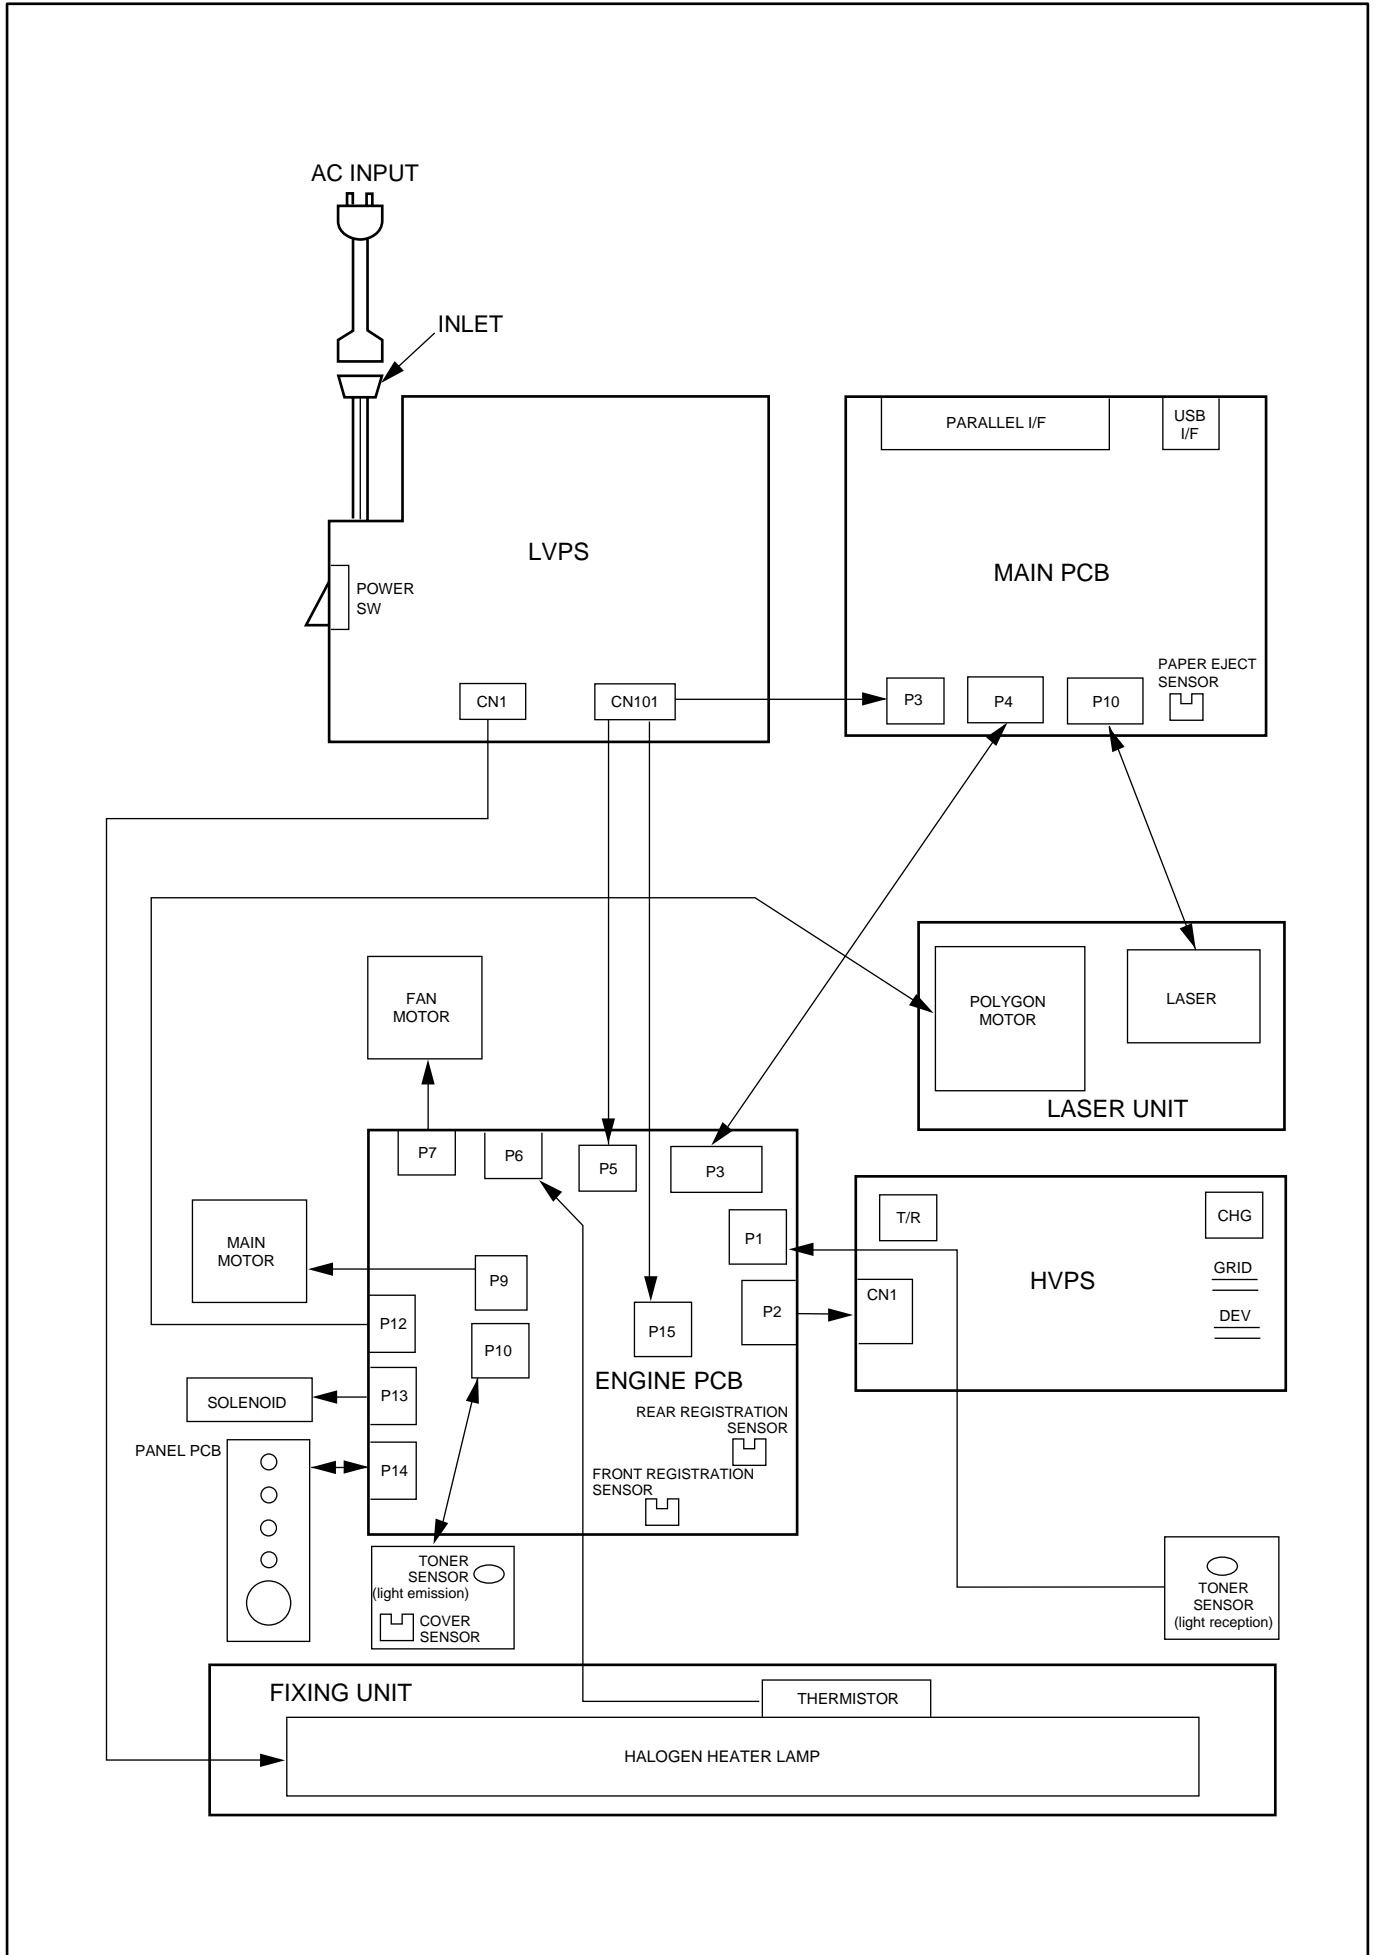 AC INPUT
INLET
PARALLEL I/F
USB
I/F
LVPS
MAIN PCB
POWER
SW
PAPER EJECT
SENSOR
CN1
CN101
P3
P4
P10
FAN
MOTOR
POLYGON
MOTOR
LASER
LASER UNIT
P7
P6
P5
P3
P1
T/R
CHG
MAIN
MOTOR
P9
HVPS
GRID
CN1
DEV
P12
P10
P15
P2
ENGINE PCB
SOLENOID
P13
REAR REGISTRATION
SENSOR
PANEL PCB
P14
FRONT REGISTRATION
SENSOR
TONER
SENSOR
(light emission)
COVER
SENSOR
TONER
SENSOR
(light reception)
FIXING UNIT
THERMISTOR
HALOGEN HEATER LAMP